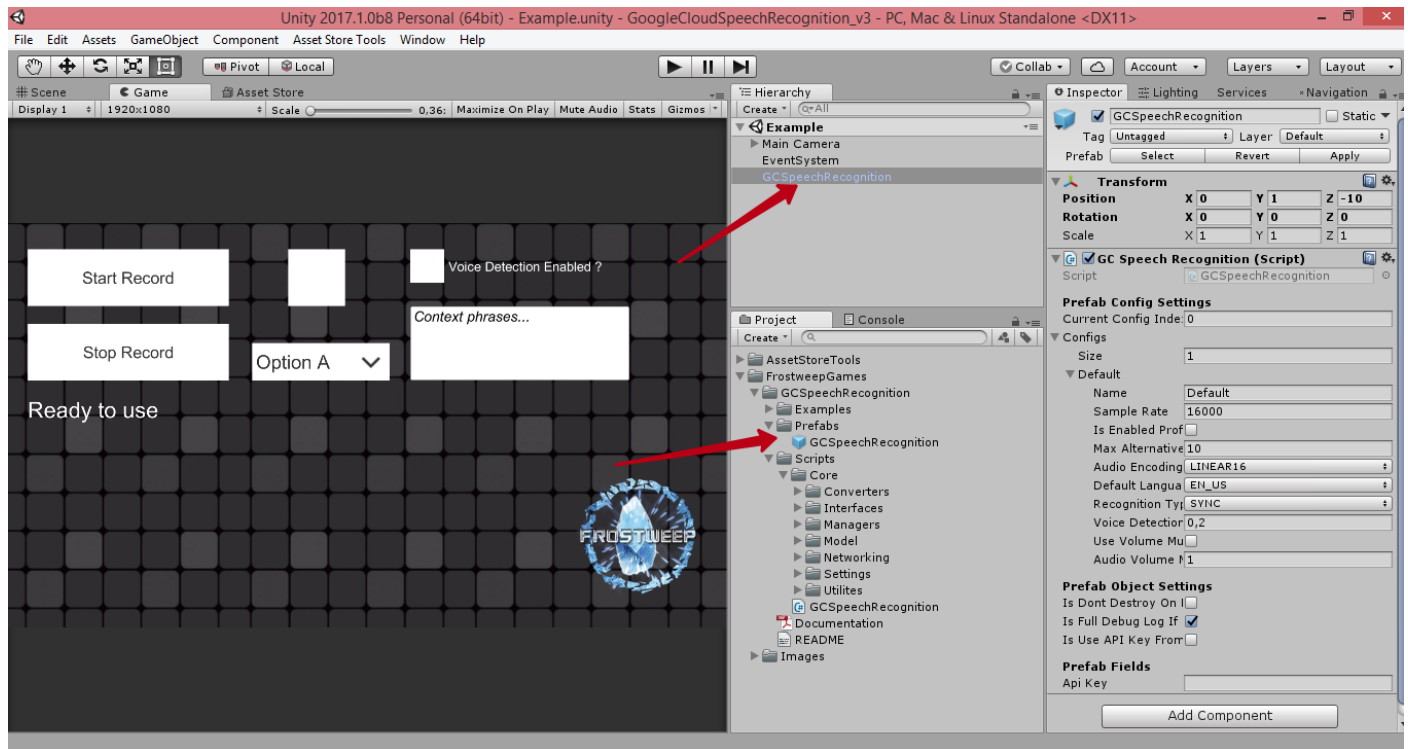 Unity 2017.1.0b8 Personal (64bit) - Example.unity - GoogleCloudSpeechRecognition_v3 - PC, Mac & Linux Standalone <DX11>
File Edit Assets GameObject Component Asset Store Tools Window Help
Pivot Local Collab Account Layers Layout
Scene Game Asset Store
Display 1 1920x1080 Scale 0,36: Maximize On Play Mute Audio Stats Gizmos
Start Record
Voice Detection Enabled ?
Context phrases...
Stop Record
Option A
Ready to use
FROSTWEEP
Hierarchy
Create All
Example
Main Camera
EventSystem
GCSpeechRecognition
Project Console
Create
AssetStoreTools
FrostweepGames
GCSpeechRecognition
Examples
Prefabs
GCSpeechRecognition
Scripts
Core
Converters
Interfaces
Managers
Model
Networking
Settings
Utilites
GCSpeechRecognition
Documentation
README
Images
Inspector Lighting Services Navigation
GCSpeechRecognition Static
Tag Untagged Layer Default
Prefab Select Revert Apply
Transform
Position X 0 Y 1 Z -10
Rotation X 0 Y 0 Z 0
Scale X 1 Y 1 Z 1
GC Speech Recognition (Script)
Script GCSpeechRecognition
Prefab Config Settings
Current Config Inde 0
Configs
Size 1
Default
Name Default
Sample Rate 16000
Is Enabled Prof
Max Alternative 10
Audio Encoding LINEAR16
Default Langua EN_US
Recognition Typ SYNC
Voice Detection 0,2
Use Volume Mu
Audio Volume M 1
Prefab Object Settings
Is Dont Destroy On
Is Full Debug Log If
Is Use API Key From
Prefab Fields
Api Key
Add Component